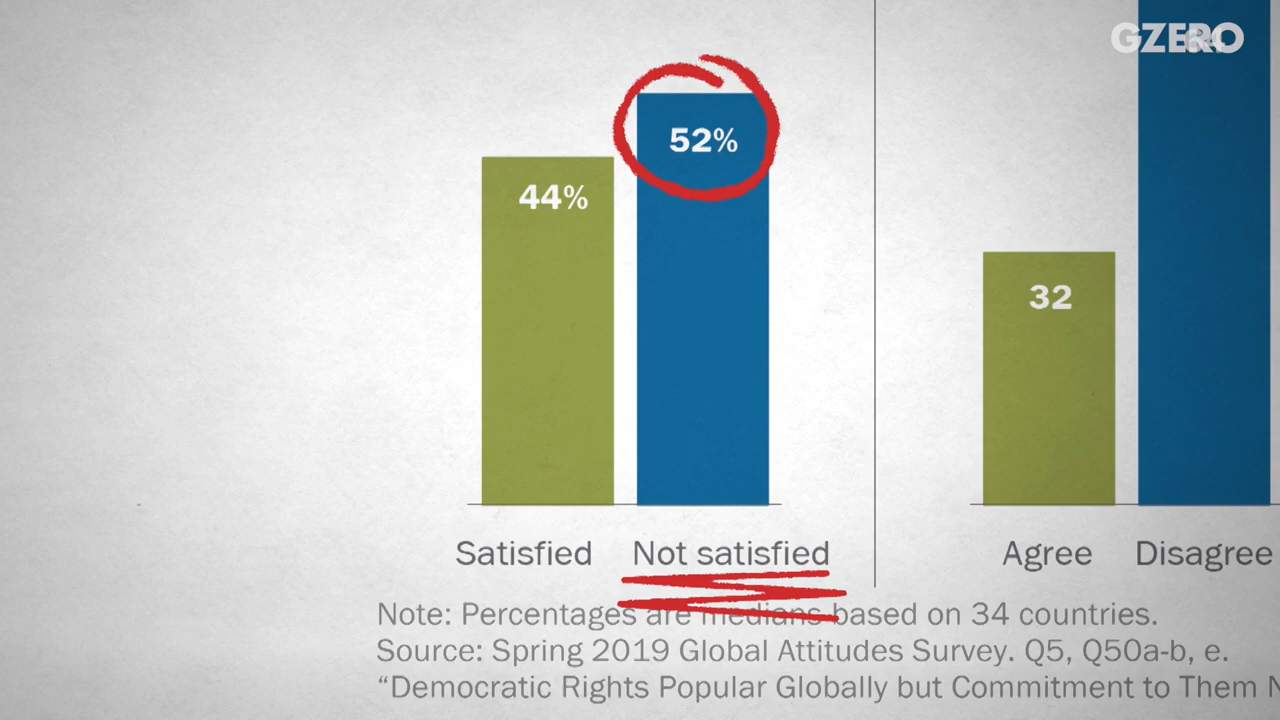 GZERO
52%
44%
32
Satisfied Not satisfied Agree Disagree
Note: Percentages are medians based on 34 countries.
Source: Spring 2019 Global Attitudes Survey. Q5, Q50a-b, e.
“Democratic Rights Popular Globally but Commitment to Them